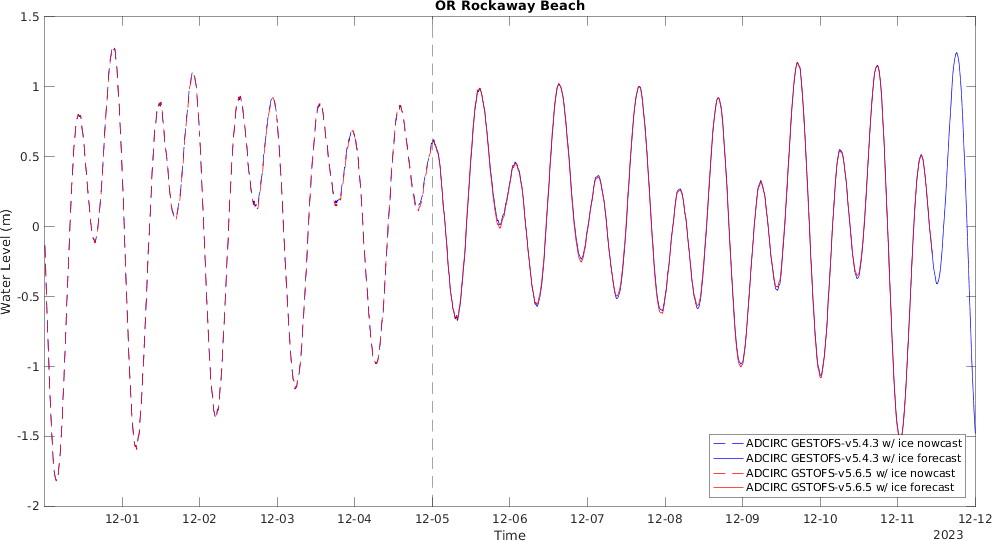 OR Rockaway Beach
1.5
1
0.5
0
-0.5
-1
-1.5
-2
Water Level (m)
12-01 12-02 12-03 12-04 12-05 12-06 12-07 12-08 12-09 12-10 12-11 12-12
Time
2023
ADCIRC GESTOFS-v5.4.3 w/ ice nowcast
ADCIRC GESTOFS-v5.4.3 w/ ice forecast
ADCIRC GSTOFS-v5.6.5 w/ ice nowcast
ADCIRC GSTOFS-v5.6.5 w/ ice forecast